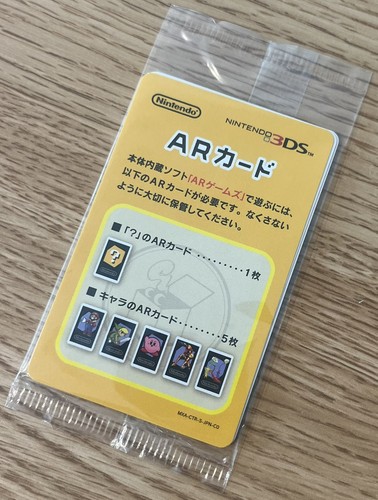 Nintendo
NINTENDO3DS™
ARカード
本体内蔵ソフト「ARゲームズ」で遊ぶには、
以下のARカードが必要です。なくさない
ように大切に保管してください。
■「?」のARカード ………1枚
?
■キャラのARカード………5枚
MXA-CTR-S-JPN-C0